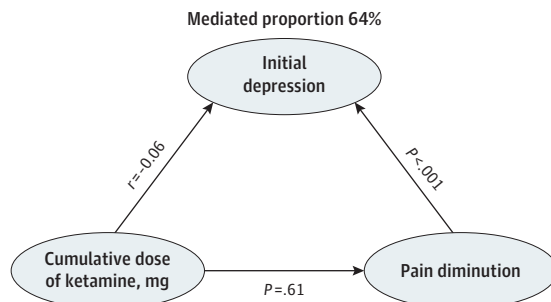 Mediated proportion 64%
Initial
depression
r=-0.06
P<.001
Cumulative dose
of ketamine, mg
Pain diminution
P=.61